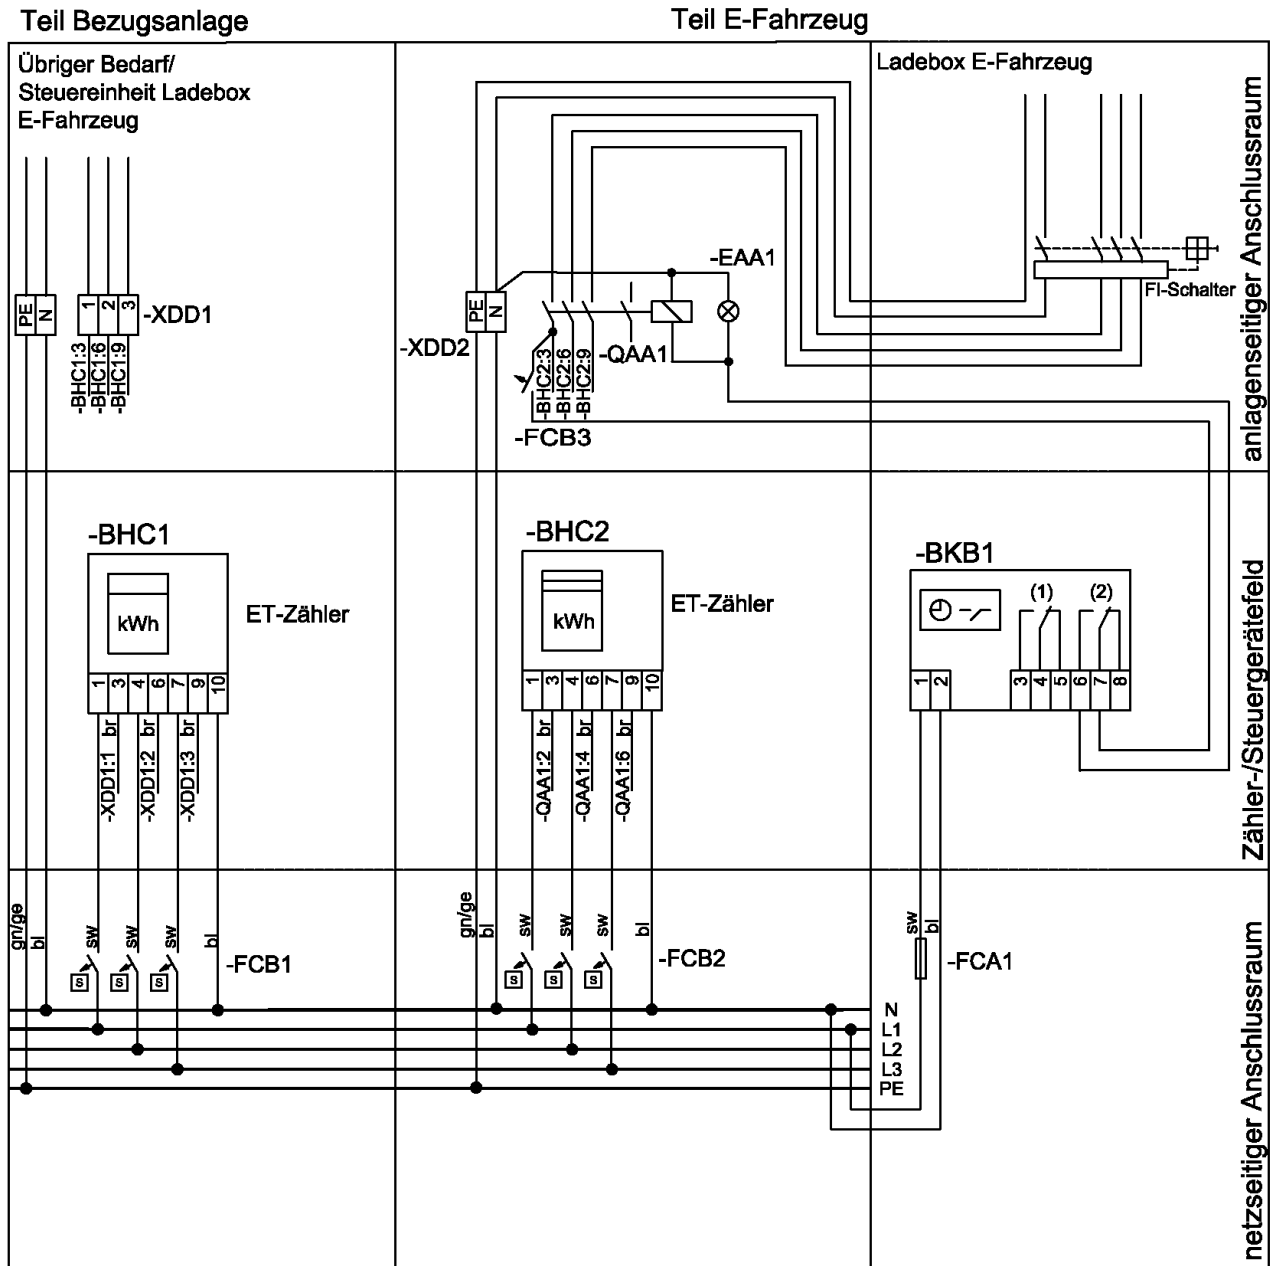 Teil Bezugsanlage
Teil E-Fahrzeug
Übriger Bedarf/
Steuereinheit Ladebox
E-Fahrzeug
Ladebox E-Fahrzeug
anlagenseitiger Anschlussraum
PE
N
1
2
3
-XDD1
-BHC1:3
-BHC1:6
-BHC1:9
PE
N
-XDD2
-EAA1
-QAA1
-BHC2:3
-BHC2:6
-BHC2:9
-FCB3
FI-Schalter
Zähler-/Steuergerätefeld
-BHC1
kWh
ET-Zähler
1
3
4
6
7
9
10
-XDD1:1
br
-XDD1:2
br
-XDD1:3
br
-BHC2
kWh
ET-Zähler
1
3
4
6
7
9
10
-QAA1:2
br
-QAA1:4
br
-QAA1:6
br
-BKB1
(1)
(2)
1
2
3
4
5
6
7
8
netzseitiger Anschlussraum
gn/ge
bl
sw
sw
sw
bl
-FCB1
s
s
s
gn/ge
bl
sw
sw
sw
bl
-FCB2
s
s
s
sw
bl
-FCA1
N
L1
L2
L3
PE